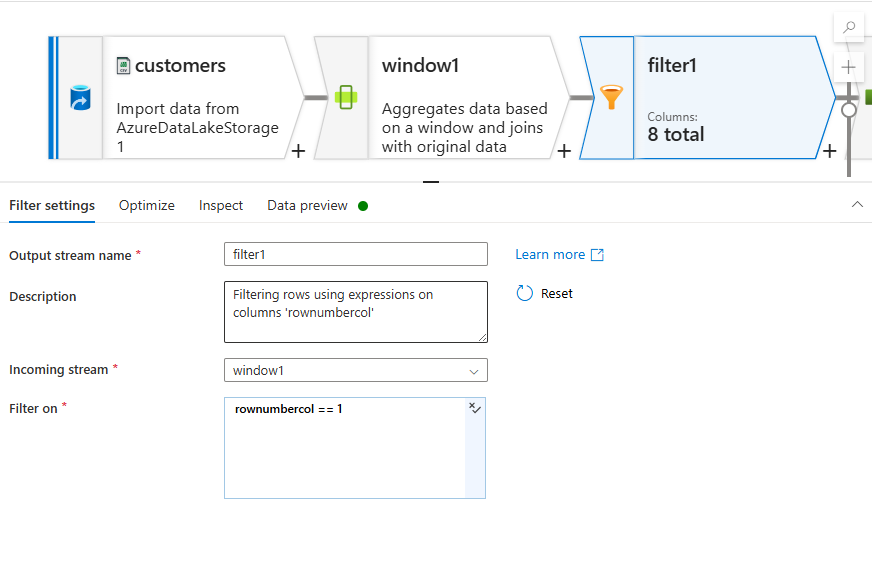 customers
Import data from
AzureDataLakeStorage
1
window1
Aggregates data based
on a window and joins
with original data
filter1
Columns:
8 total
Filter settings
Optimize
Inspect
Data preview
Output stream name *
filter1
Learn more
Description
Filtering rows using expressions on
columns 'rownumbercol'
Reset
Incoming stream *
window1
Filter on *
rownumbercol == 1